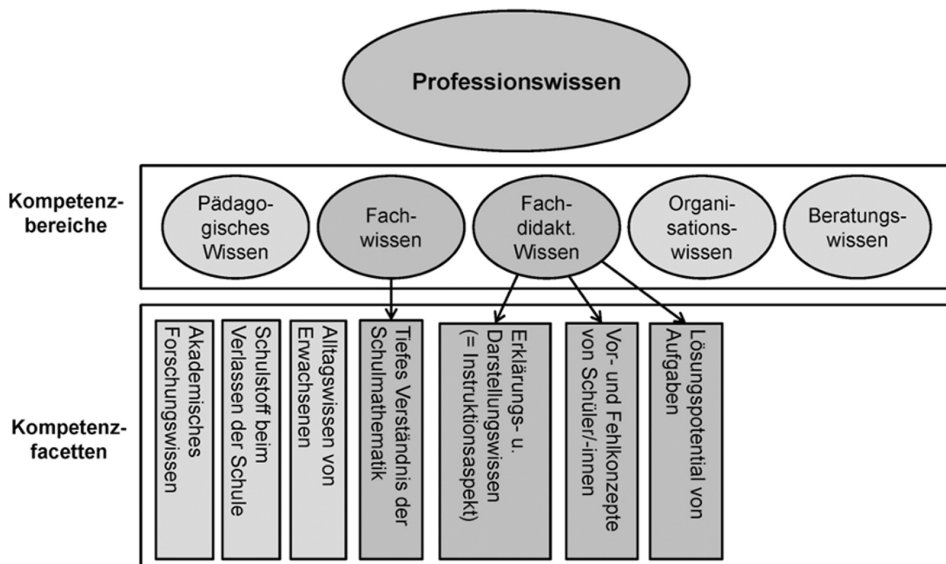 Professionswissen
Kompetenz-
bereiche
Pädago-
gisches
Wissen
Fach-
wissen
Fach-
didakt.
Wissen
Organi-
sations-
wissen
Beratungs-
wissen
Kompetenz-
facetten
Akademisches
Forschungswissen
Schulstoff beim
Verlassen der Schule
Alltagswissen von
Erwachsenen
Tiefes Verständnis der
Schulmathematik
Erklärungs- u.
Darstellungswissen
(= Instruktionsaspekt)
Vor- und Fehlkonzepte
von Schüler/-innen
Lösungspotential von
Aufgaben